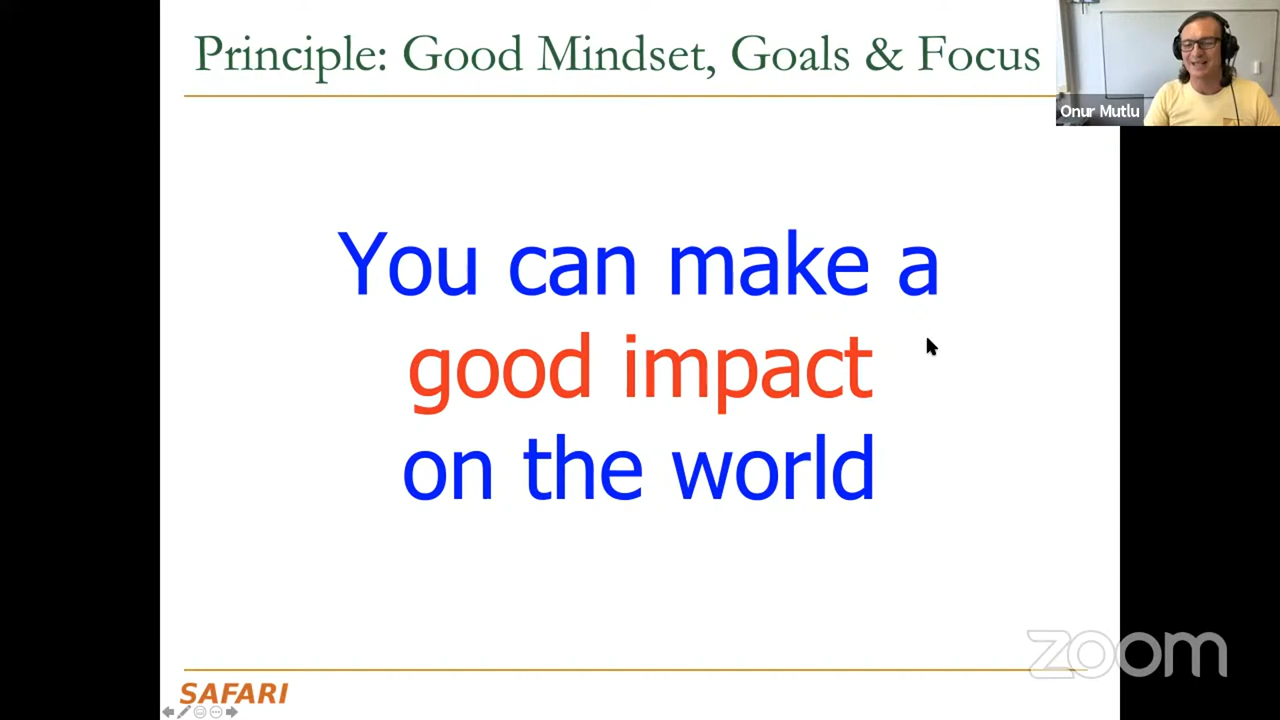 Principle: Good Mindset, Goals & Focus
Onur Mutlu
You can make a
good impact
on the world
zoom
SAFARI